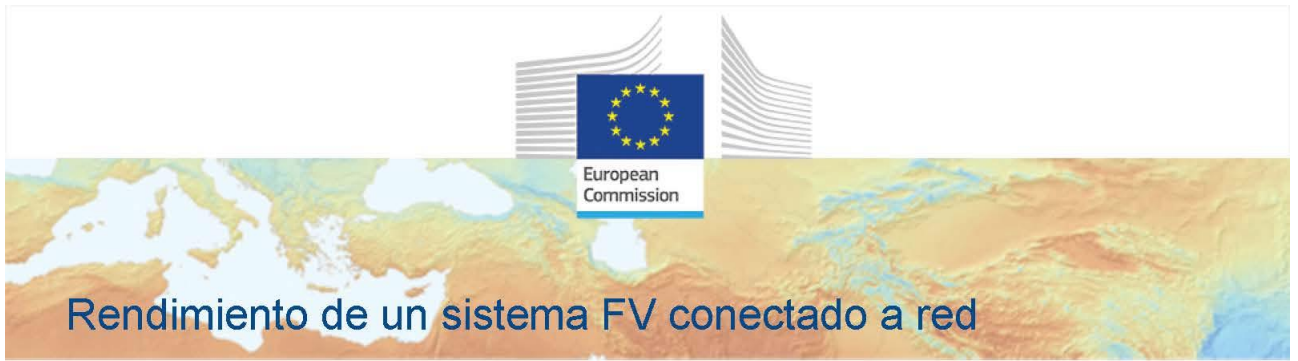 European
Commission
Rendimiento de un sistema FV conectado a red